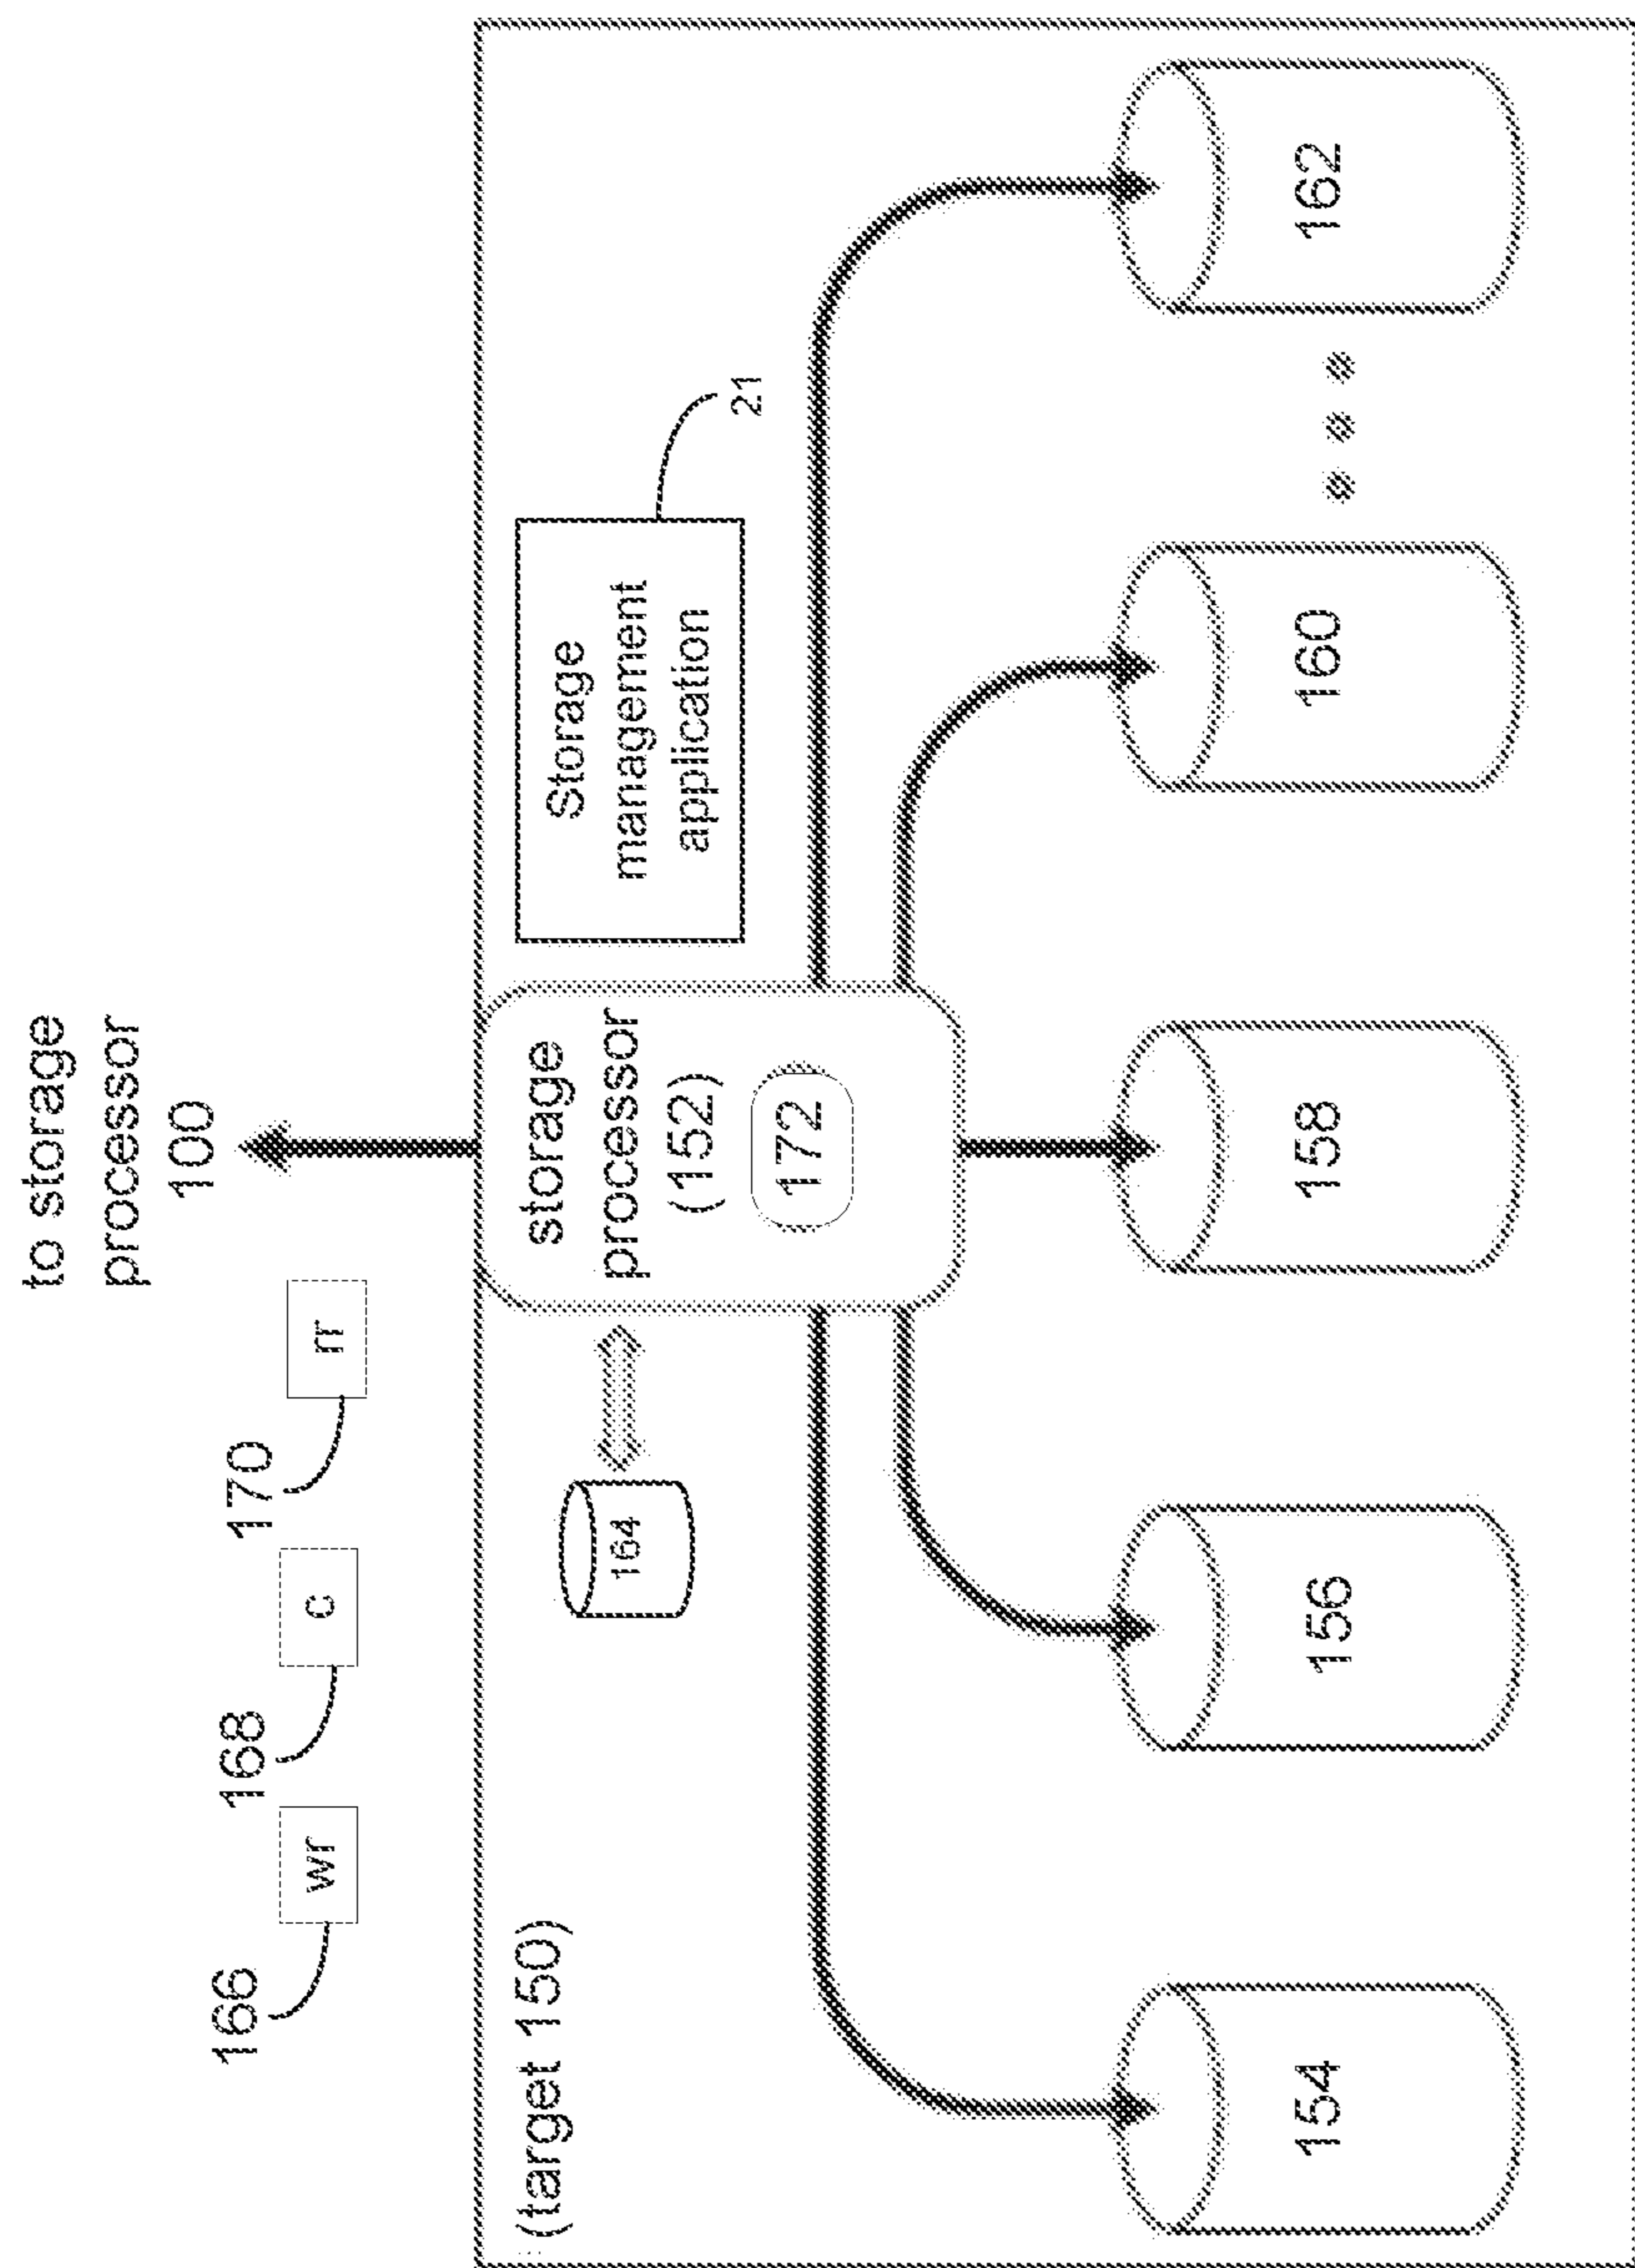 to storage
processor
100
166
wr
168
c
170
rr
(target 150)
164
storage
processor
(152)
172
Storage
management
application
21
154
156
158
160
162